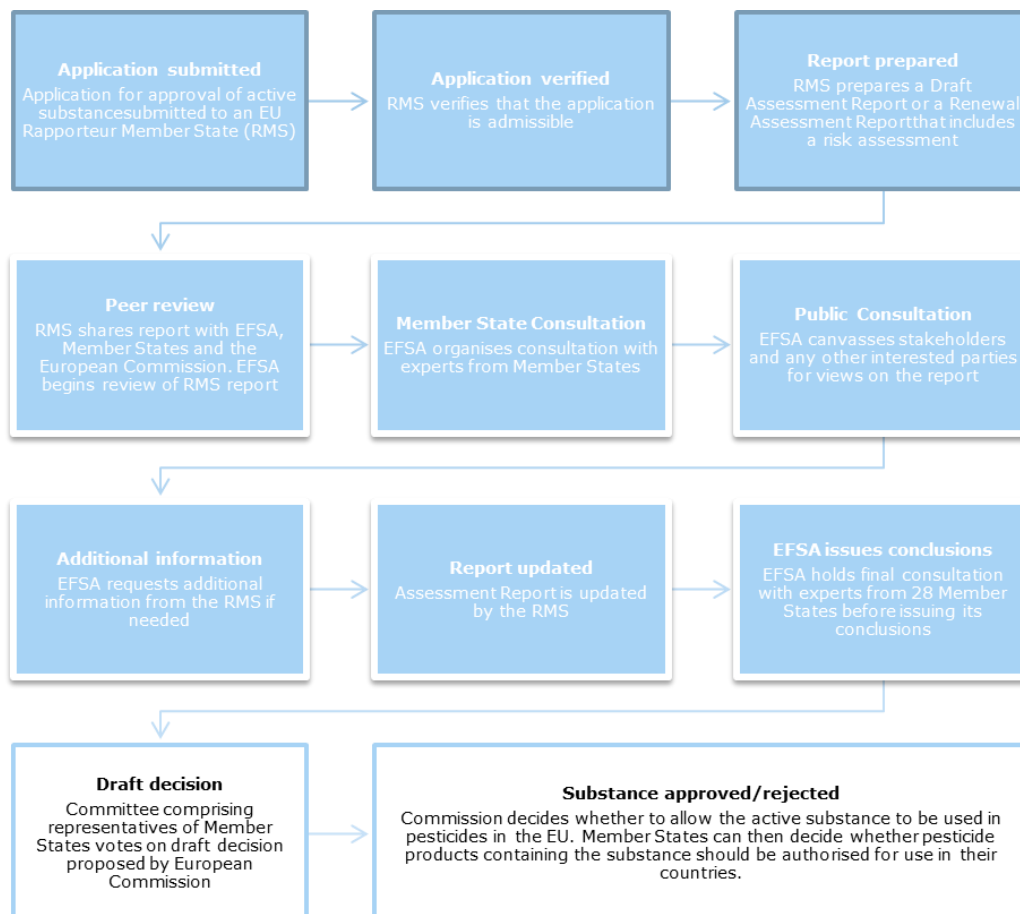 Application submitted
Application for approval of active
substancesubmitted to an EU
Rapporteur Member State (RMS)
Application verified
RMS verifies that the application
is admissible
Report prepared
RMS prepares a Draft
Assessment Report or a Renewal
Assessment Reportthat includes
a risk assessment
Peer review
RMS shares report with EFSA,
Member States and the
European Commission. EFSA
begins review of RMS report
Member State Consultation
EFSA organises consultation with
experts from Member States
Public Consultation
EFSA canvasses stakeholders
and any other interested parties
for views on the report
Additional information
EFSA requests additional
information from the RMS if
needed
Report updated
Assessment Report is updated
by the RMS
EFSA issues conclusions
EFSA holds final consultation
with experts from 28 Member
States before issuing its
conclusions
Draft decision
Committee comprising
representatives of Member
States votes on draft decision
proposed by European
Commission
Substance approved/rejected
Commission decides whether to allow the active substance to be used in
pesticides in the EU. Member States can then decide whether pesticide
products containing the substance should be authorised for use in their
countries.